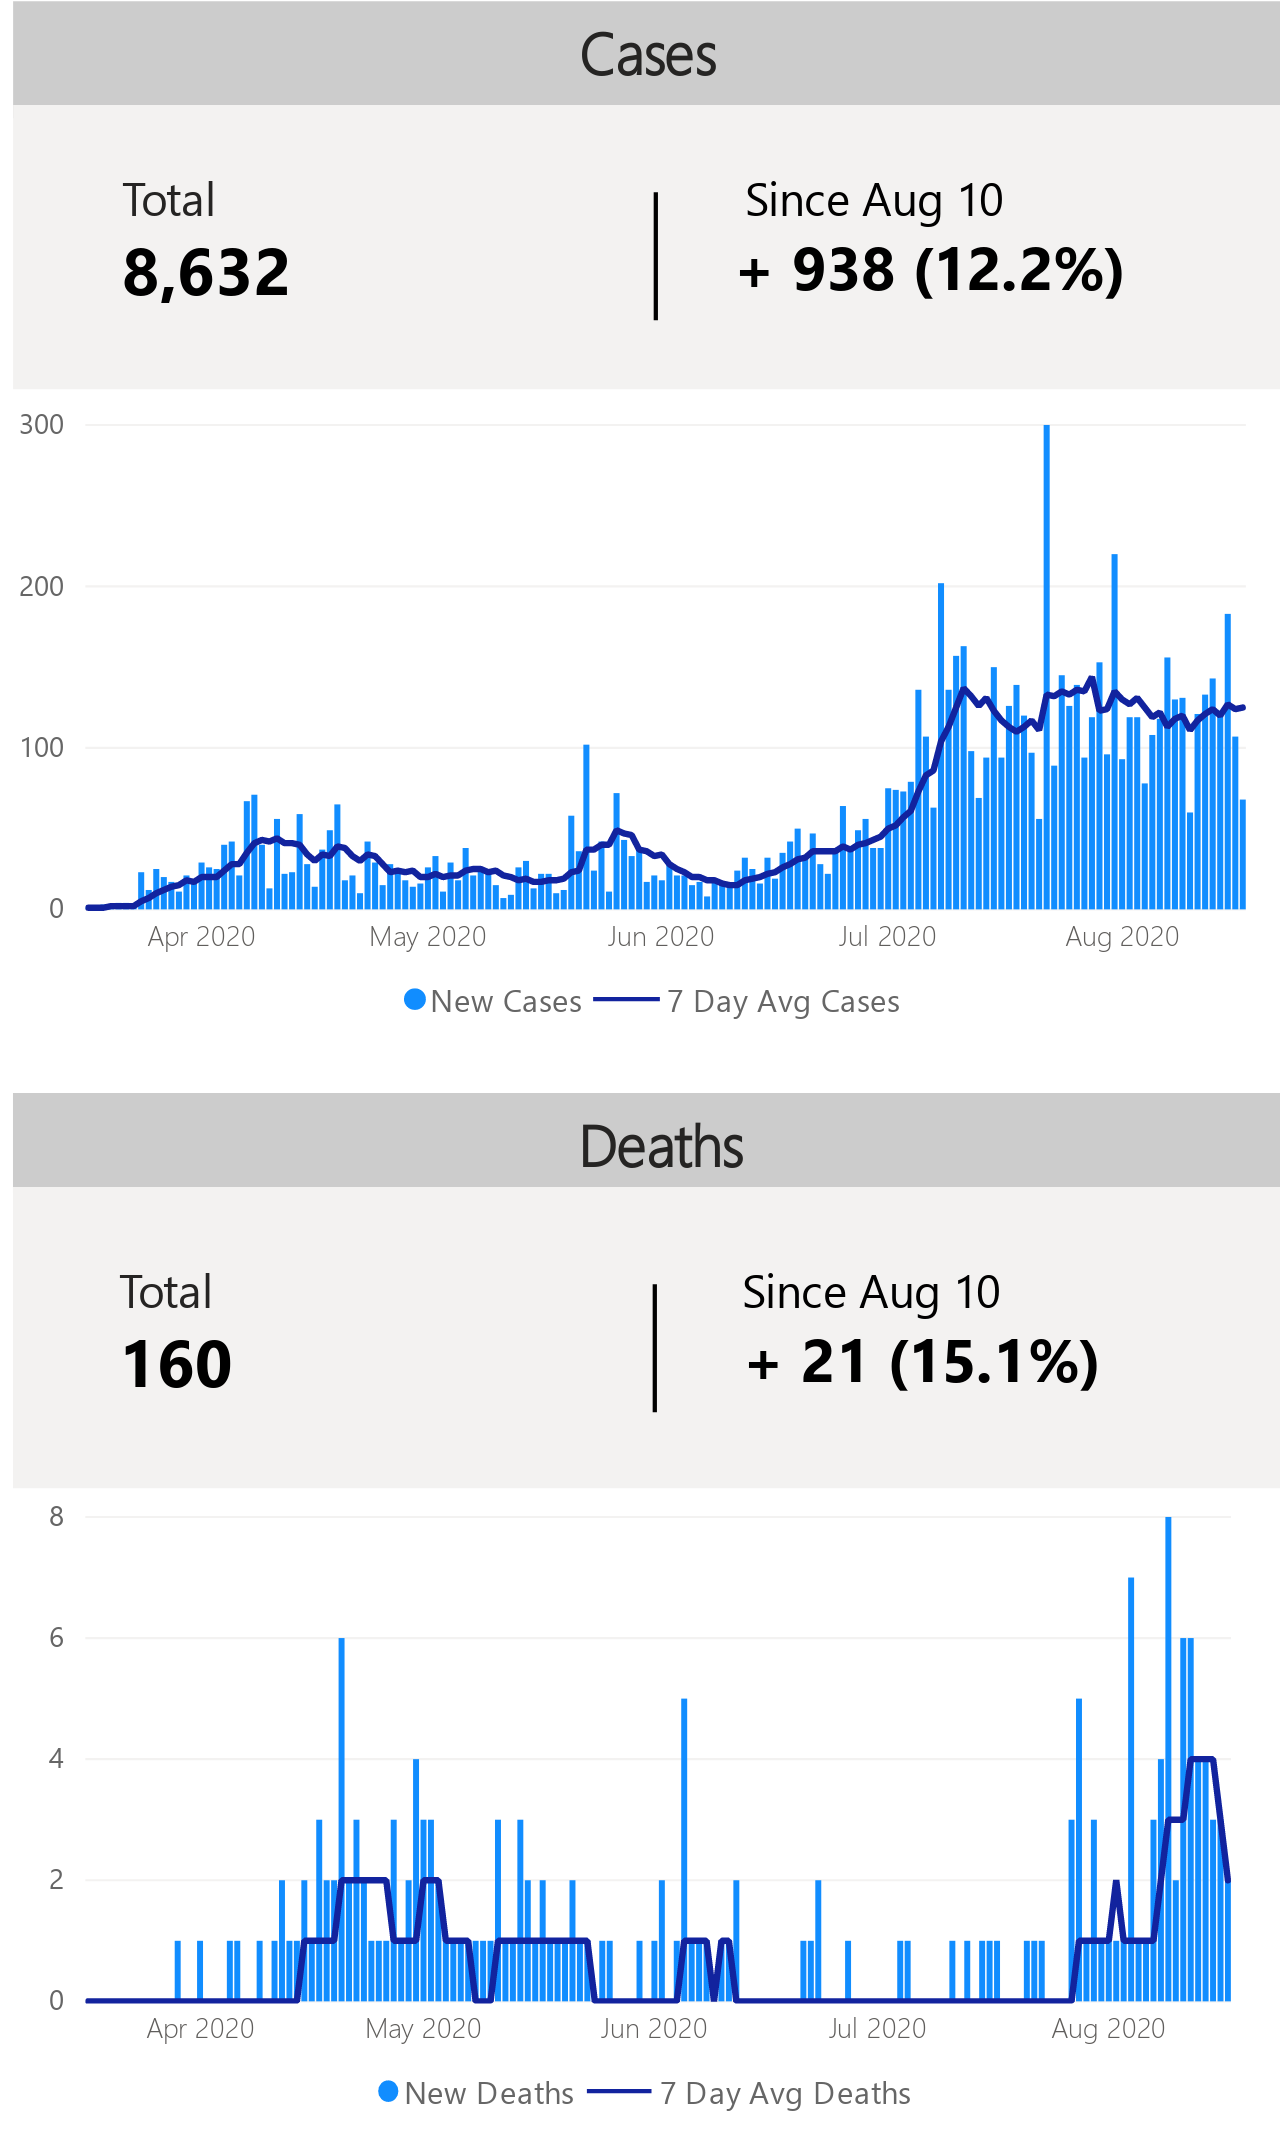 Cases
Total
Since Aug 10
8,632
+ 938 (12.2%)
300
200
100
0
Apr 2020
May 2020
Jun 2020
Jul 2020
Aug 2020
New Cases
7 Day Avg Cases
Deaths
Total
Since Aug 10
160
+ 21 (15.1%)
8
6
4
2
0
Apr 2020
May 2020
Jun 2020
Jul 2020
Aug 2020
New Deaths
7 Day Avg Deaths